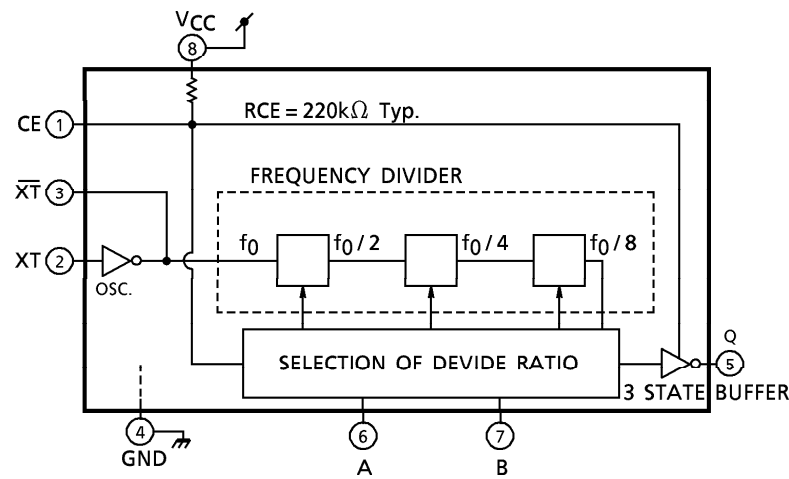 VCC
8
CE 1
RCE = 220kΩ Typ.
XT̅ 3
FREQUENCY DIVIDER
XT 2
OSC.
f0
f0/2
f0/4
f0/8
SELECTION OF DEVIDE RATIO
Q
5
3 STATE BUFFER
4
GND
6
A
7
B